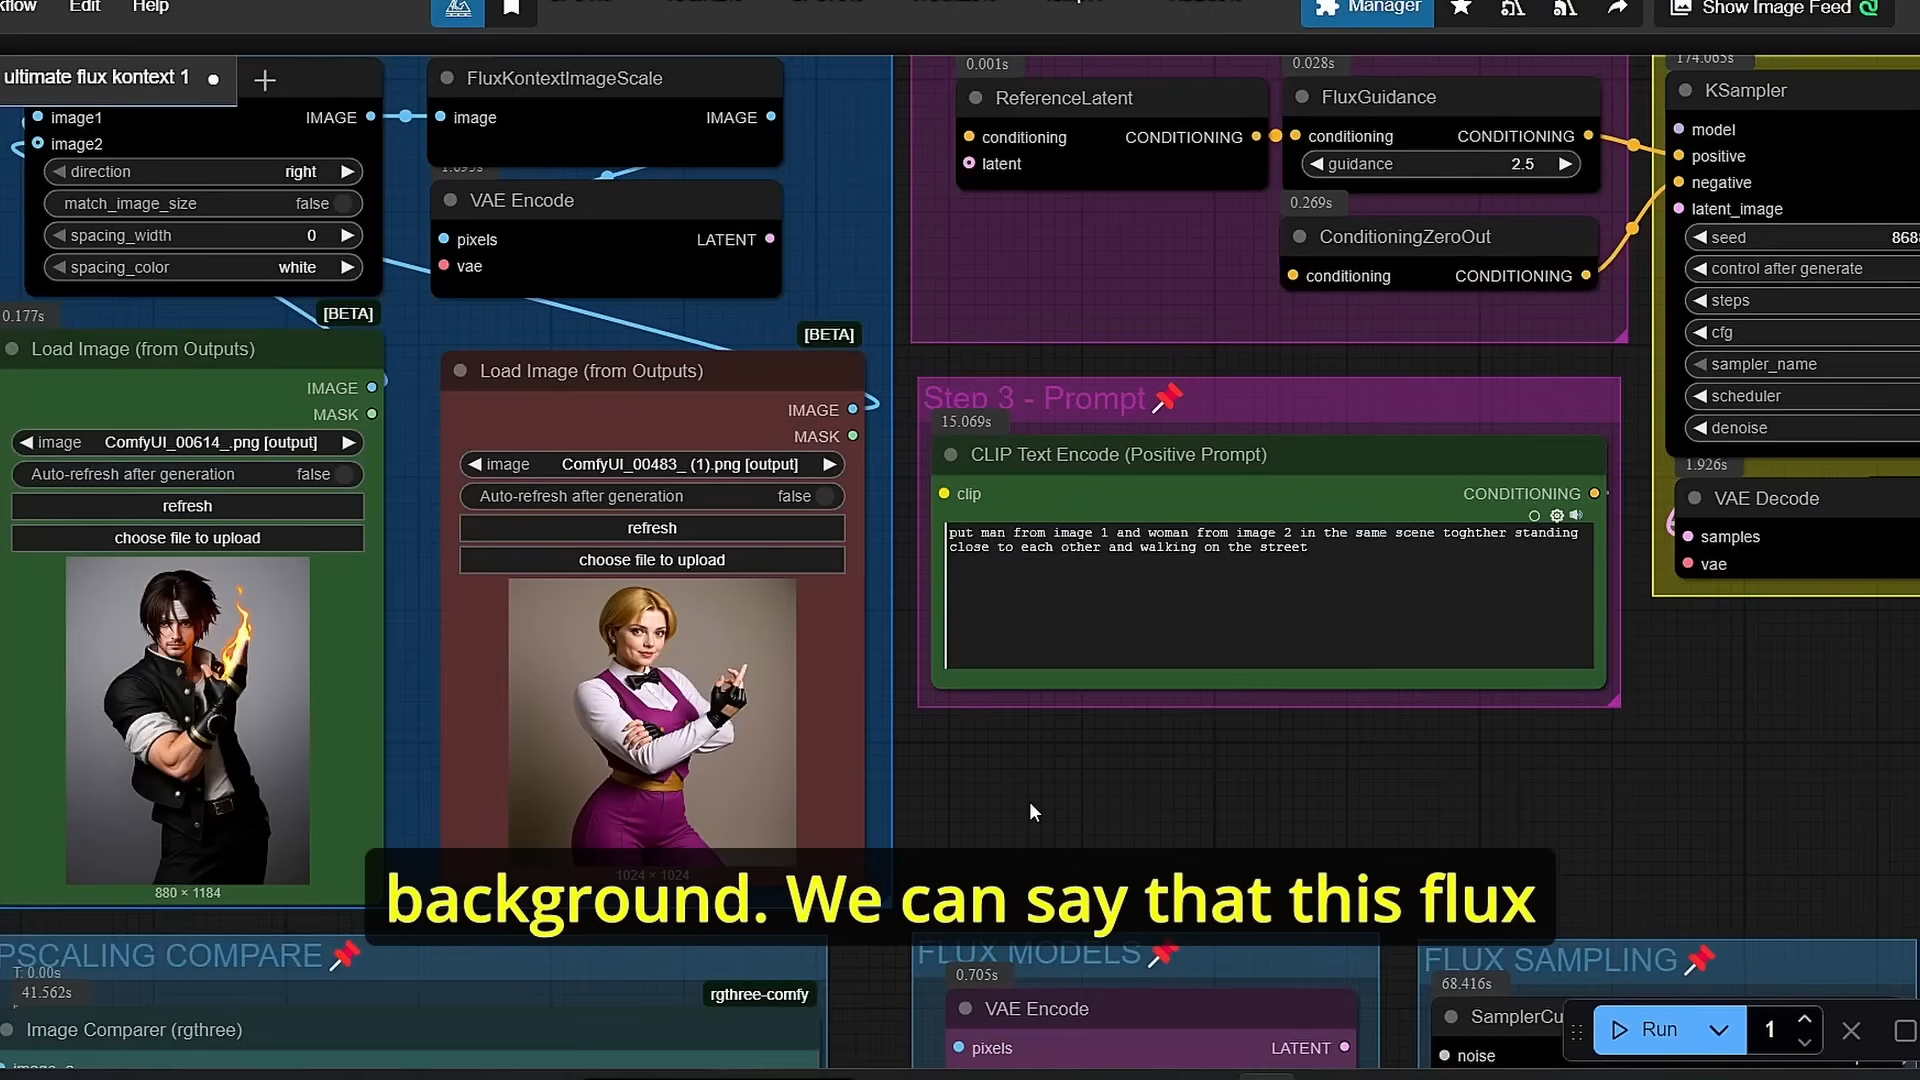 Edit
Help
Manager
Show Image Feed
ultimate flux kontext 1
image1
IMAGE
image2
direction
right
match_image_size
false
spacing_width
0
spacing_color
white
FluxKontextImageScale
image
IMAGE
VAE Encode
pixels
LATENT
vae
0.001s
ReferenceLatent
conditioning
CONDITIONING
latent
0.028s
FluxGuidance
conditioning
CONDITIONING
guidance
2.5
0.269s
ConditioningZeroOut
conditioning
CONDITIONING
174.065s
KSampler
model
positive
negative
latent_image
seed
control after generate
steps
cfg
sampler_name
scheduler
denoise
0.177s
[BETA]
Load Image (from Outputs)
IMAGE
MASK
image
ComfyUI_00614_.png [output]
Auto-refresh after generation
false
refresh
choose file to upload
880 × 1184
[BETA]
Load Image (from Outputs)
IMAGE
MASK
image
ComfyUI_00483_ (1).png [output]
Auto-refresh after generation
false
refresh
choose file to upload
1024 × 1024
Step 3 - Prompt
15.069s
CLIP Text Encode (Positive Prompt)
clip
CONDITIONING
put man from image 1 and woman from image 2 in the same scene toghther standing
close to each other and walking on the street
1.926s
VAE Decode
samples
vae
background. We can say that this flux
PSCALING COMPARE
T: 0.00s
41.562s
rgthree-comfy
Image Comparer (rgthree)
FLUX MODELS
0.705s
VAE Encode
pixels
LATENT
FLUX SAMPLING
68.416s
SamplerCu
noise
Run
1